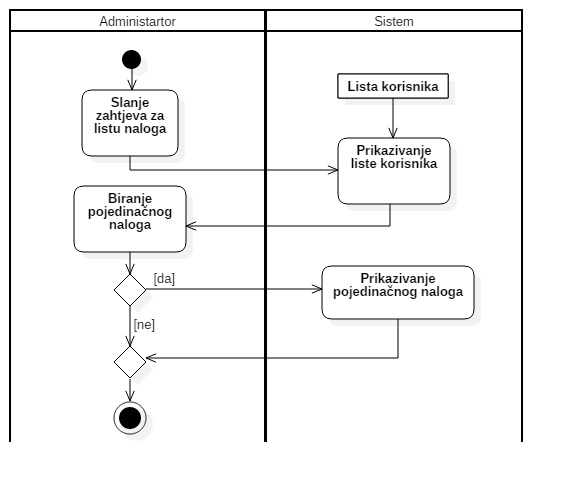 Administartor
Sistem
Lista korisnika
Slanje
zahtjeva za
listu naloga
Prikazivanje
liste korisnika
Biranje
pojedinačnog
naloga
[da]
Prikazivanje
pojedinačnog naloga
[ne]